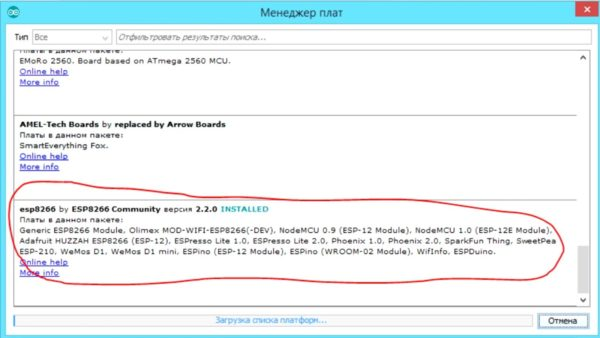 Менеджер плат
Тип Все Отфильтровать результаты поиска...
Платы в данном пакете:
EMoRo 2560. Board based on ATmega 2560 MCU.
Online help
More info
AMEL-Tech Boards by replaced by Arrow Boards
Платы в данном пакете:
SmartEverything Fox.
Online help
More info
esp8266 by ESP8266 Community версия 2.2.0 INSTALLED
Платы в данном пакете:
Generic ESP8266 Module, Olimex MOD-WIFI-ESP8266(-DEV), NodeMCU 0.9 (ESP-12 Module), NodeMCU 1.0 (ESP-12E Module),
Adafruit HUZZAH ESP8266 (ESP-12), ESPresso Lite 1.0, ESPresso Lite 2.0, Phoenix 1.0, Phoenix 2.0, SparkFun Thing, SweetPea
ESP-210, WeMos D1, WeMos D1 mini, ESPino (ESP-12 Module), ESPino (WROOM-02 Module), WifInfo, ESPDuino.
Online help
More info
Загрузка списка платформ...
Отмена